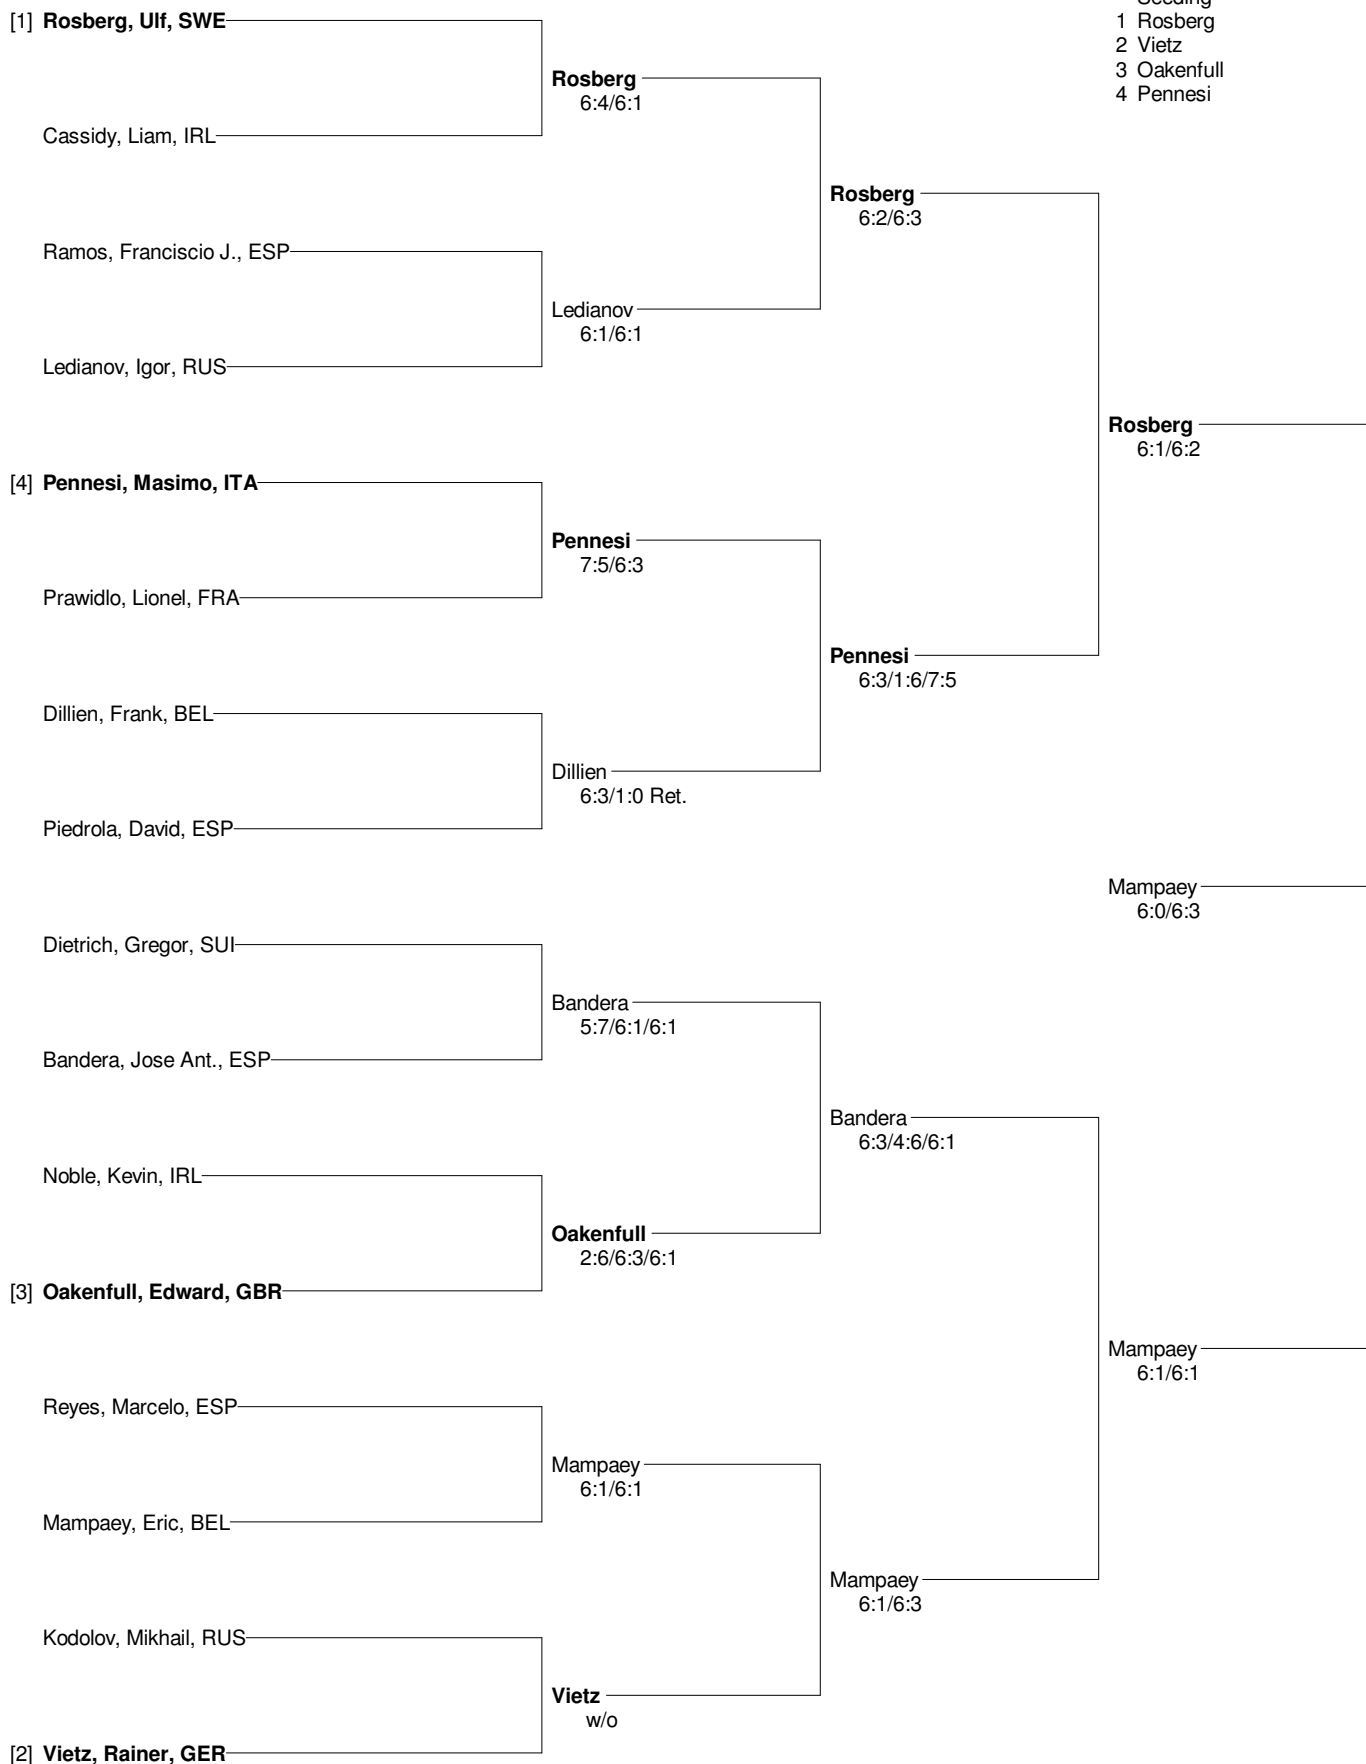 Seeding
1 Rosberg
2 Vietz
3 Oakenfull
4 Pennesi
[1] Rosberg, Ulf, SWE
Rosberg
6:4/6:1
Cassidy, Liam, IRL
Rosberg
6:2/6:3
Ramos, Franciscio J., ESP
Ledianov
6:1/6:1
Ledianov, Igor, RUS
Rosberg
6:1/6:2
[4] Pennesi, Masimo, ITA
Pennesi
7:5/6:3
Prawidlo, Lionel, FRA
Pennesi
6:3/1:6/7:5
Dillien, Frank, BEL
Dillien
6:3/1:0 Ret.
Piedrola, David, ESP
Mampaey
6:0/6:3
Dietrich, Gregor, SUI
Bandera
5:7/6:1/6:1
Bandera, Jose Ant., ESP
Bandera
6:3/4:6/6:1
Noble, Kevin, IRL
Oakenfull
2:6/6:3/6:1
[3] Oakenfull, Edward, GBR
Mampaey
6:1/6:1
Reyes, Marcelo, ESP
Mampaey
6:1/6:1
Mampaey, Eric, BEL
Mampaey
6:1/6:3
Kodolov, Mikhail, RUS
Vietz
w/o
[2] Vietz, Rainer, GER